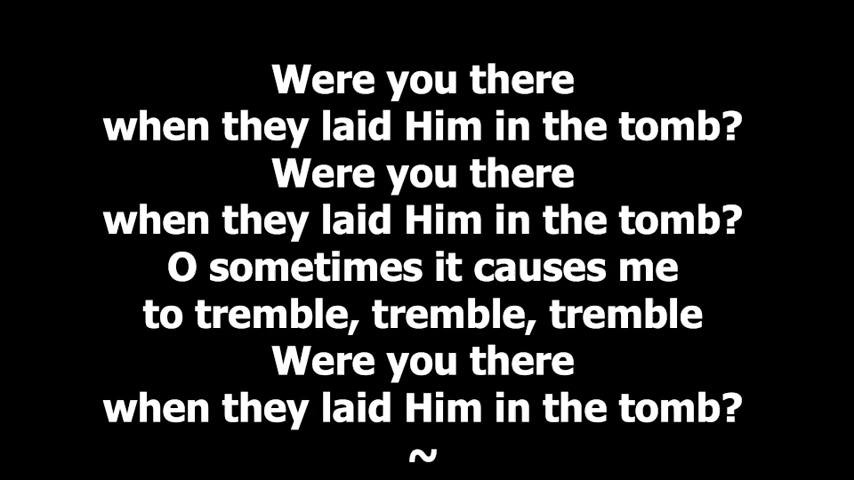 Were you there
when they laid Him in the tomb?
Were you there
when they laid Him in the tomb?
O sometimes it causes me
to tremble, tremble, tremble
Were you there
when they laid Him in the tomb?
~